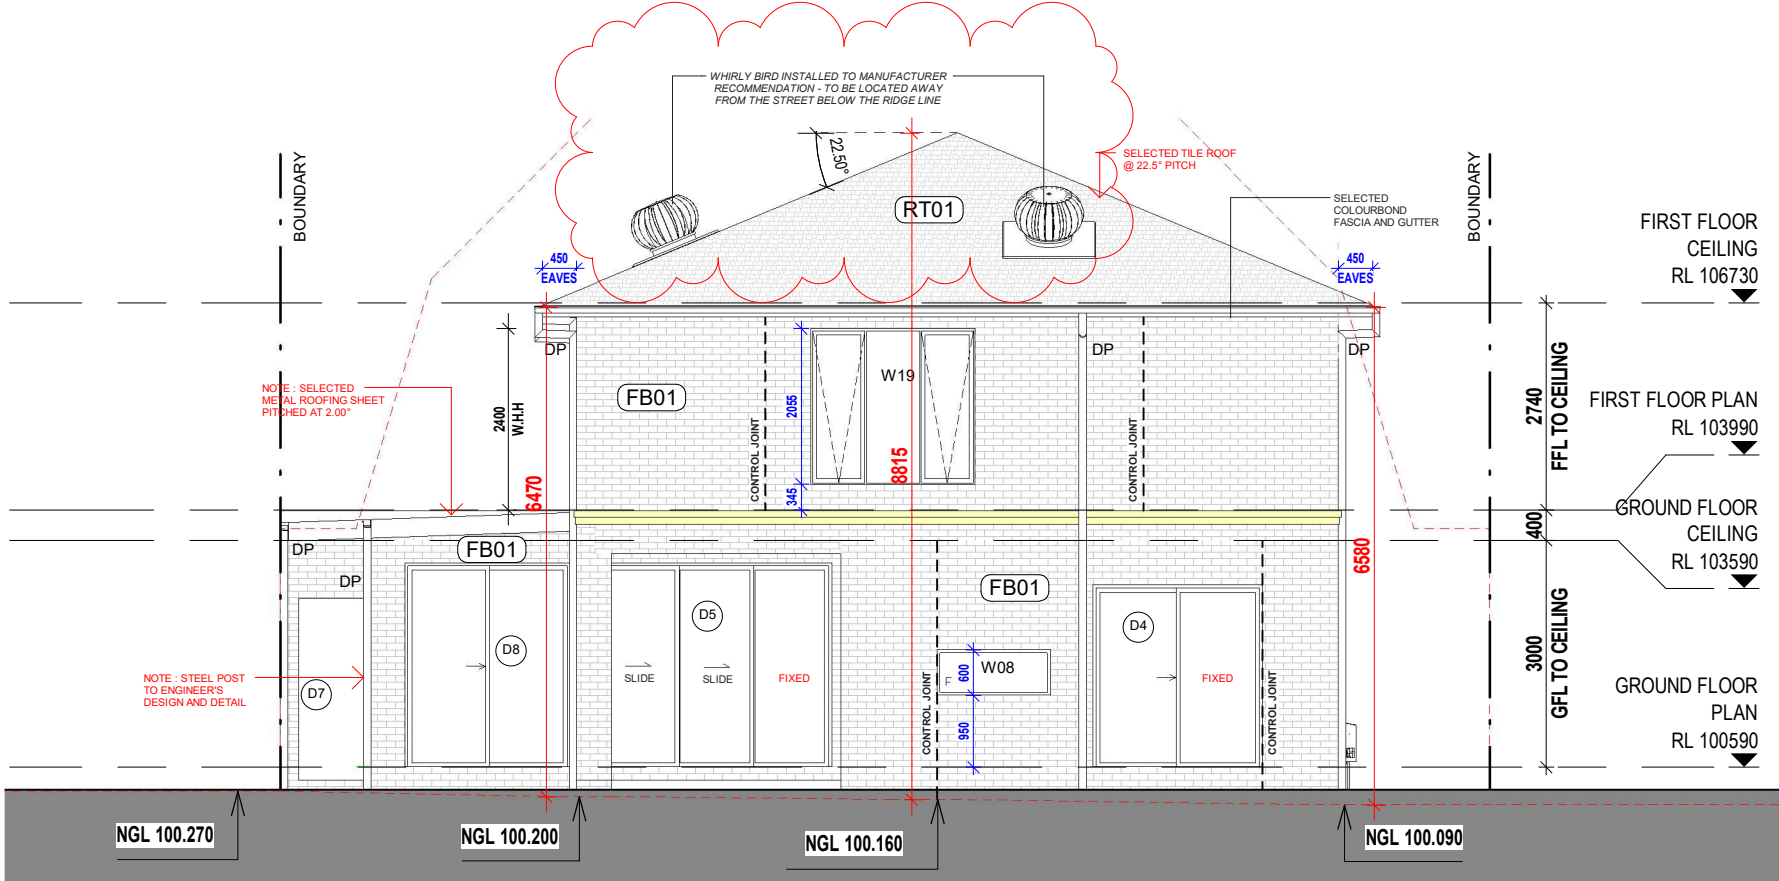 WHIRLY BIRD INSTALLED TO MANUFACTURER
RECOMMENDATION - TO BE LOCATED AWAY
FROM THE STREET BELOW THE RIDGE LINE
22.50°
SELECTED TILE ROOF
@ 22.5° PITCH
BOUNDARY
BOUNDARY
RT01
SELECTED
COLOURBOND
FASCIA AND GUTTER
FIRST FLOOR
CEILING
RL 106730
450
EAVES
450
EAVES
DP
DP
DP
NOTE : SELECTED
METAL ROOFING SHEET
PITCHED AT 2.00°
2400
W.H.H
FB01
2055
W19
CONTROL JOINT
CONTROL JOINT
2740
FFL TO CEILING
FIRST FLOOR PLAN
RL 103990
6470
345
8815
400
GROUND FLOOR
CEILING
RL 103590
DP
DP
FB01
FB01
6580
D5
D4
D8
D7
SLIDE
SLIDE
FIXED
F
600
W08
950
FIXED
CONTROL JOINT
CONTROL JOINT
3000
GFL TO CEILING
NOTE : STEEL POST
TO ENGINEER'S
DESIGN AND DETAIL
GROUND FLOOR
PLAN
RL 100590
NGL 100.270
NGL 100.200
NGL 100.160
NGL 100.090